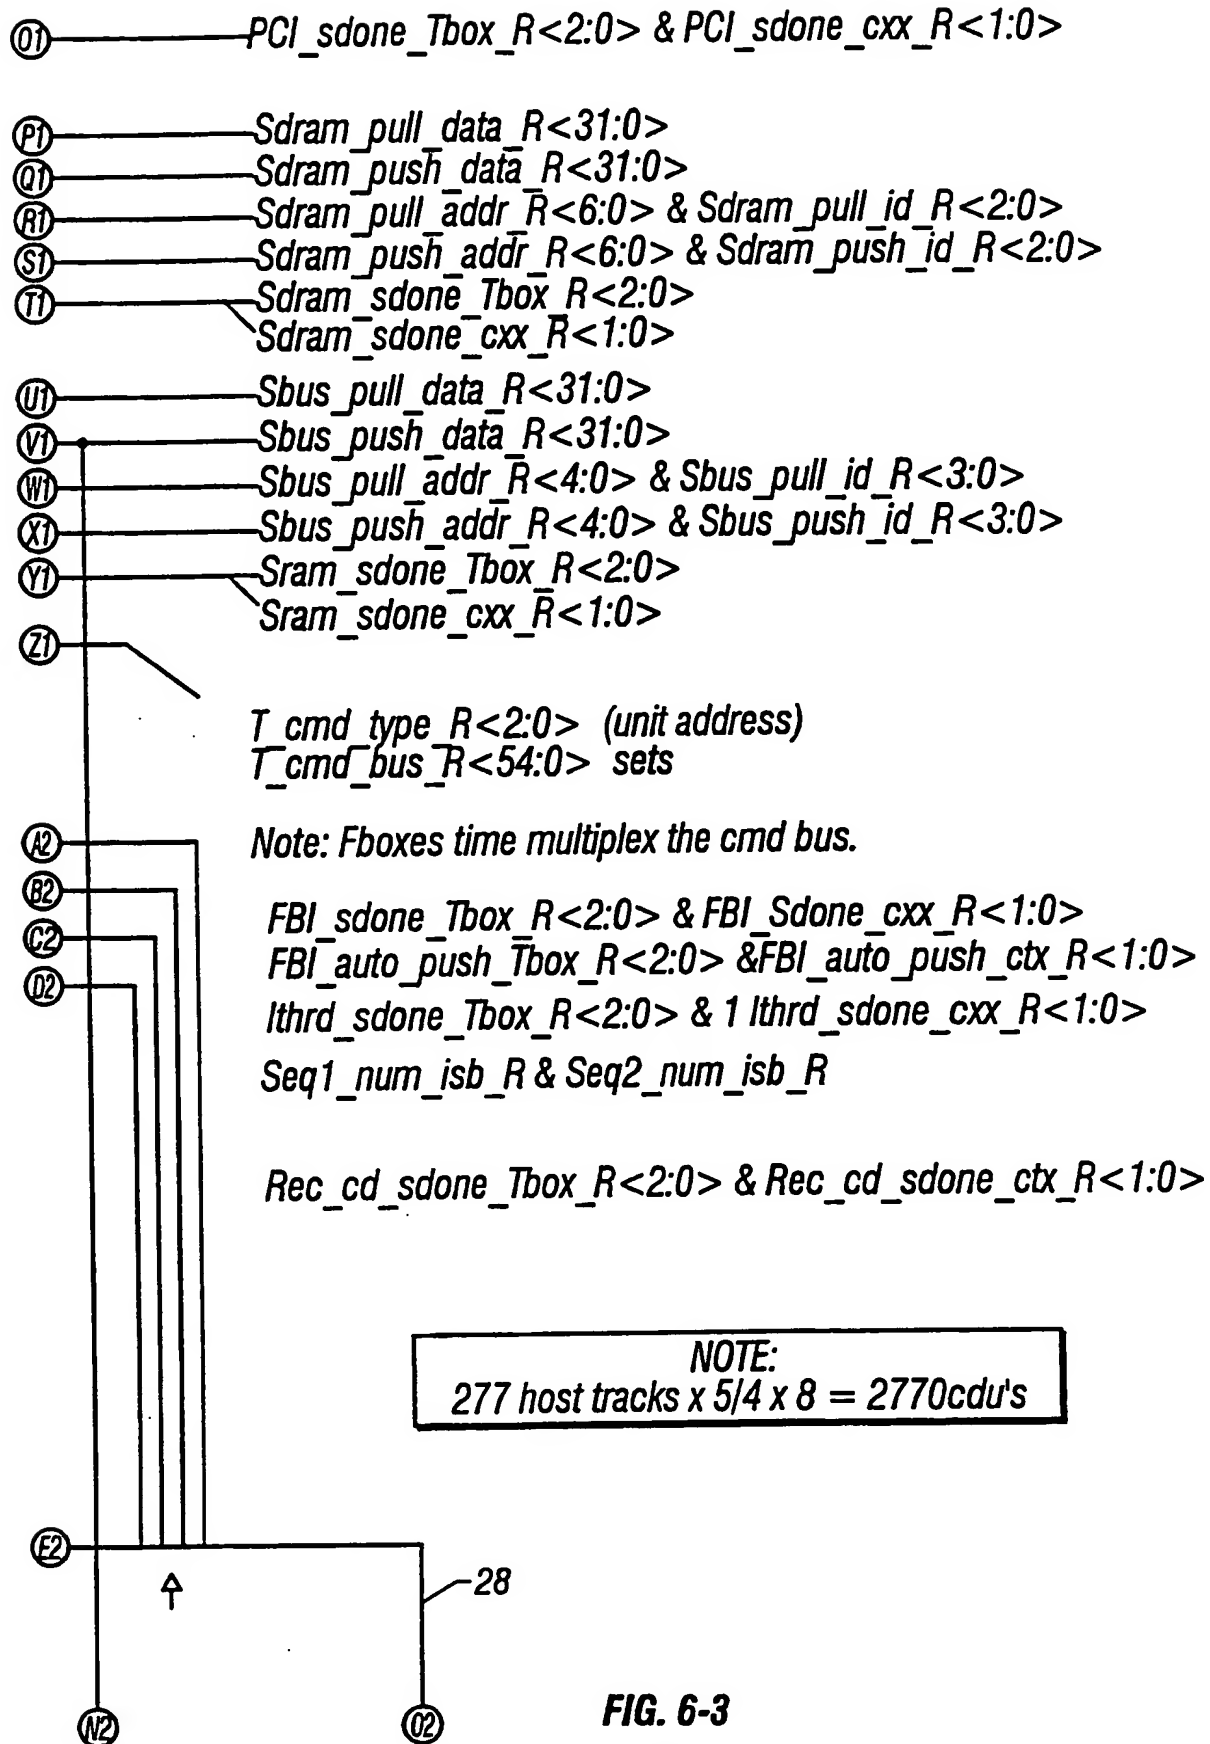 O1 PCI_sdone_Tbox_R<2:0> & PCI_sdone_cxx_R<1:0>
P1 Sdram_pull_data_R<31:0>
Q1 Sdram_push_data_R<31:0>
R1 Sdram_pull_addr_R<6:0> & Sdram_pull_id_R<2:0>
S1 Sdram_push_addr_R<6:0> & Sdram_push_id_R<2:0>
T1 Sdram_sdone_Tbox_R<2:0>
Sdram_sdone_cxx_R<1:0>
U1 Sbus_pull_data_R<31:0>
V1 Sbus_push_data_R<31:0>
W1 Sbus_pull_addr_R<4:0> & Sbus_pull_id_R<3:0>
X1 Sbus_push_addr_R<4:0> & Sbus_push_id_R<3:0>
Y1 Sram_sdone_Tbox_R<2:0>
Sram_sdone_cxx_R<1:0>
Z1
T_cmd_type_R<2:0> (unit address)
T_cmd_bus_R<54:0> sets
A2 Note: Fboxes time multiplex the cmd bus.
B2
FBI_sdone_Tbox_R<2:0> & FBI_Sdone_cxx_R<1:0>
C2
FBI_auto_push_Tbox_R<2:0> &FBI_auto_push_ctx_R<1:0>
D2
Ithrd_sdone_Tbox_R<2:0> & 1 Ithrd_sdone_cxx_R<1:0>
Seq1_num_isb_R & Seq2_num_isb_R
Rec_cd_sdone_Tbox_R<2:0> & Rec_cd_sdone_ctx_R<1:0>
NOTE:
277 host tracks x 5/4 x 8 = 2770cdu's
E2
28
N2
O2
FIG. 6-3